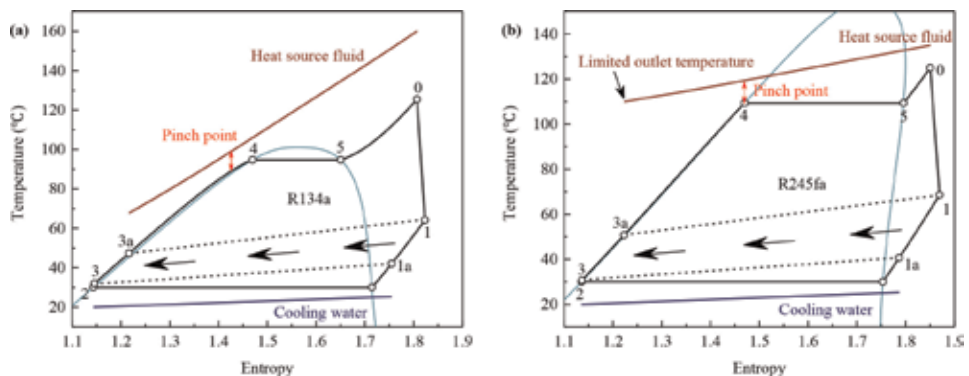 (a)
160
140
120
100
80
60
40
20
Temperature (℃)
Heat source fluid
0
Pinch point
4
5
R134a
3a
1
3
1a
2
Cooling water
1.1 1.2 1.3 1.4 1.5 1.6 1.7 1.8 1.9
Entropy
(b)
140
120
100
80
60
40
20
Temperature (℃)
Heat source fluid
Limited outlet temperature
0
Pinch point
4
5
R245fa
3a
1
3
1a
2
Cooling water
1.1 1.2 1.3 1.4 1.5 1.6 1.7 1.8 1.5
Entropy